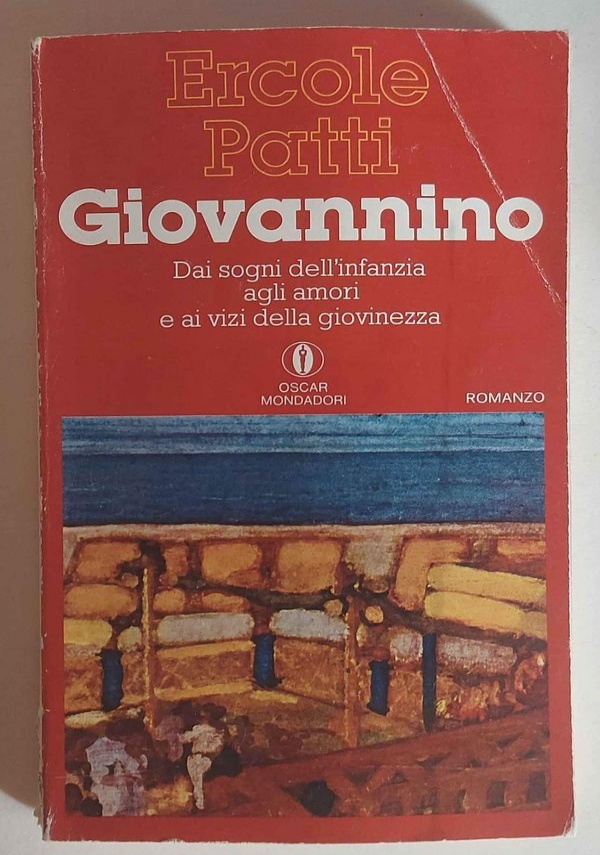 Ercole
Patti
Giovannino
Dai sogni dell'infanzia
agli amori
e ai vizi della giovinezza
OSCAR
MONDADORI
ROMANZO